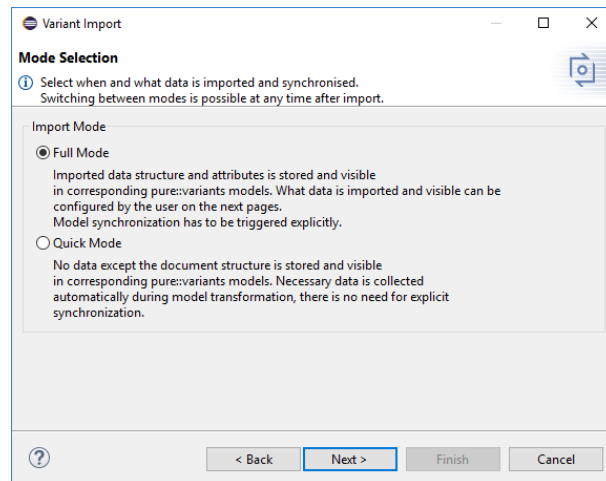 Variant Import
Mode Selection
Select when and what data is imported and synchronised.
Switching between modes is possible at any time after import.
Import Mode
Full Mode
Imported data structure and attributes is stored and visible
in corresponding pure::variants models. What data is imported and visible can be
configured by the user on the next pages.
Model synchronization has to be triggered explicitly.
Quick Mode
No data except the document structure is stored and visible
in corresponding pure::variants models. Necessary data is collected
automatically during model transformation, there is no need for explicit
synchronization.
< Back Next > Finish Cancel